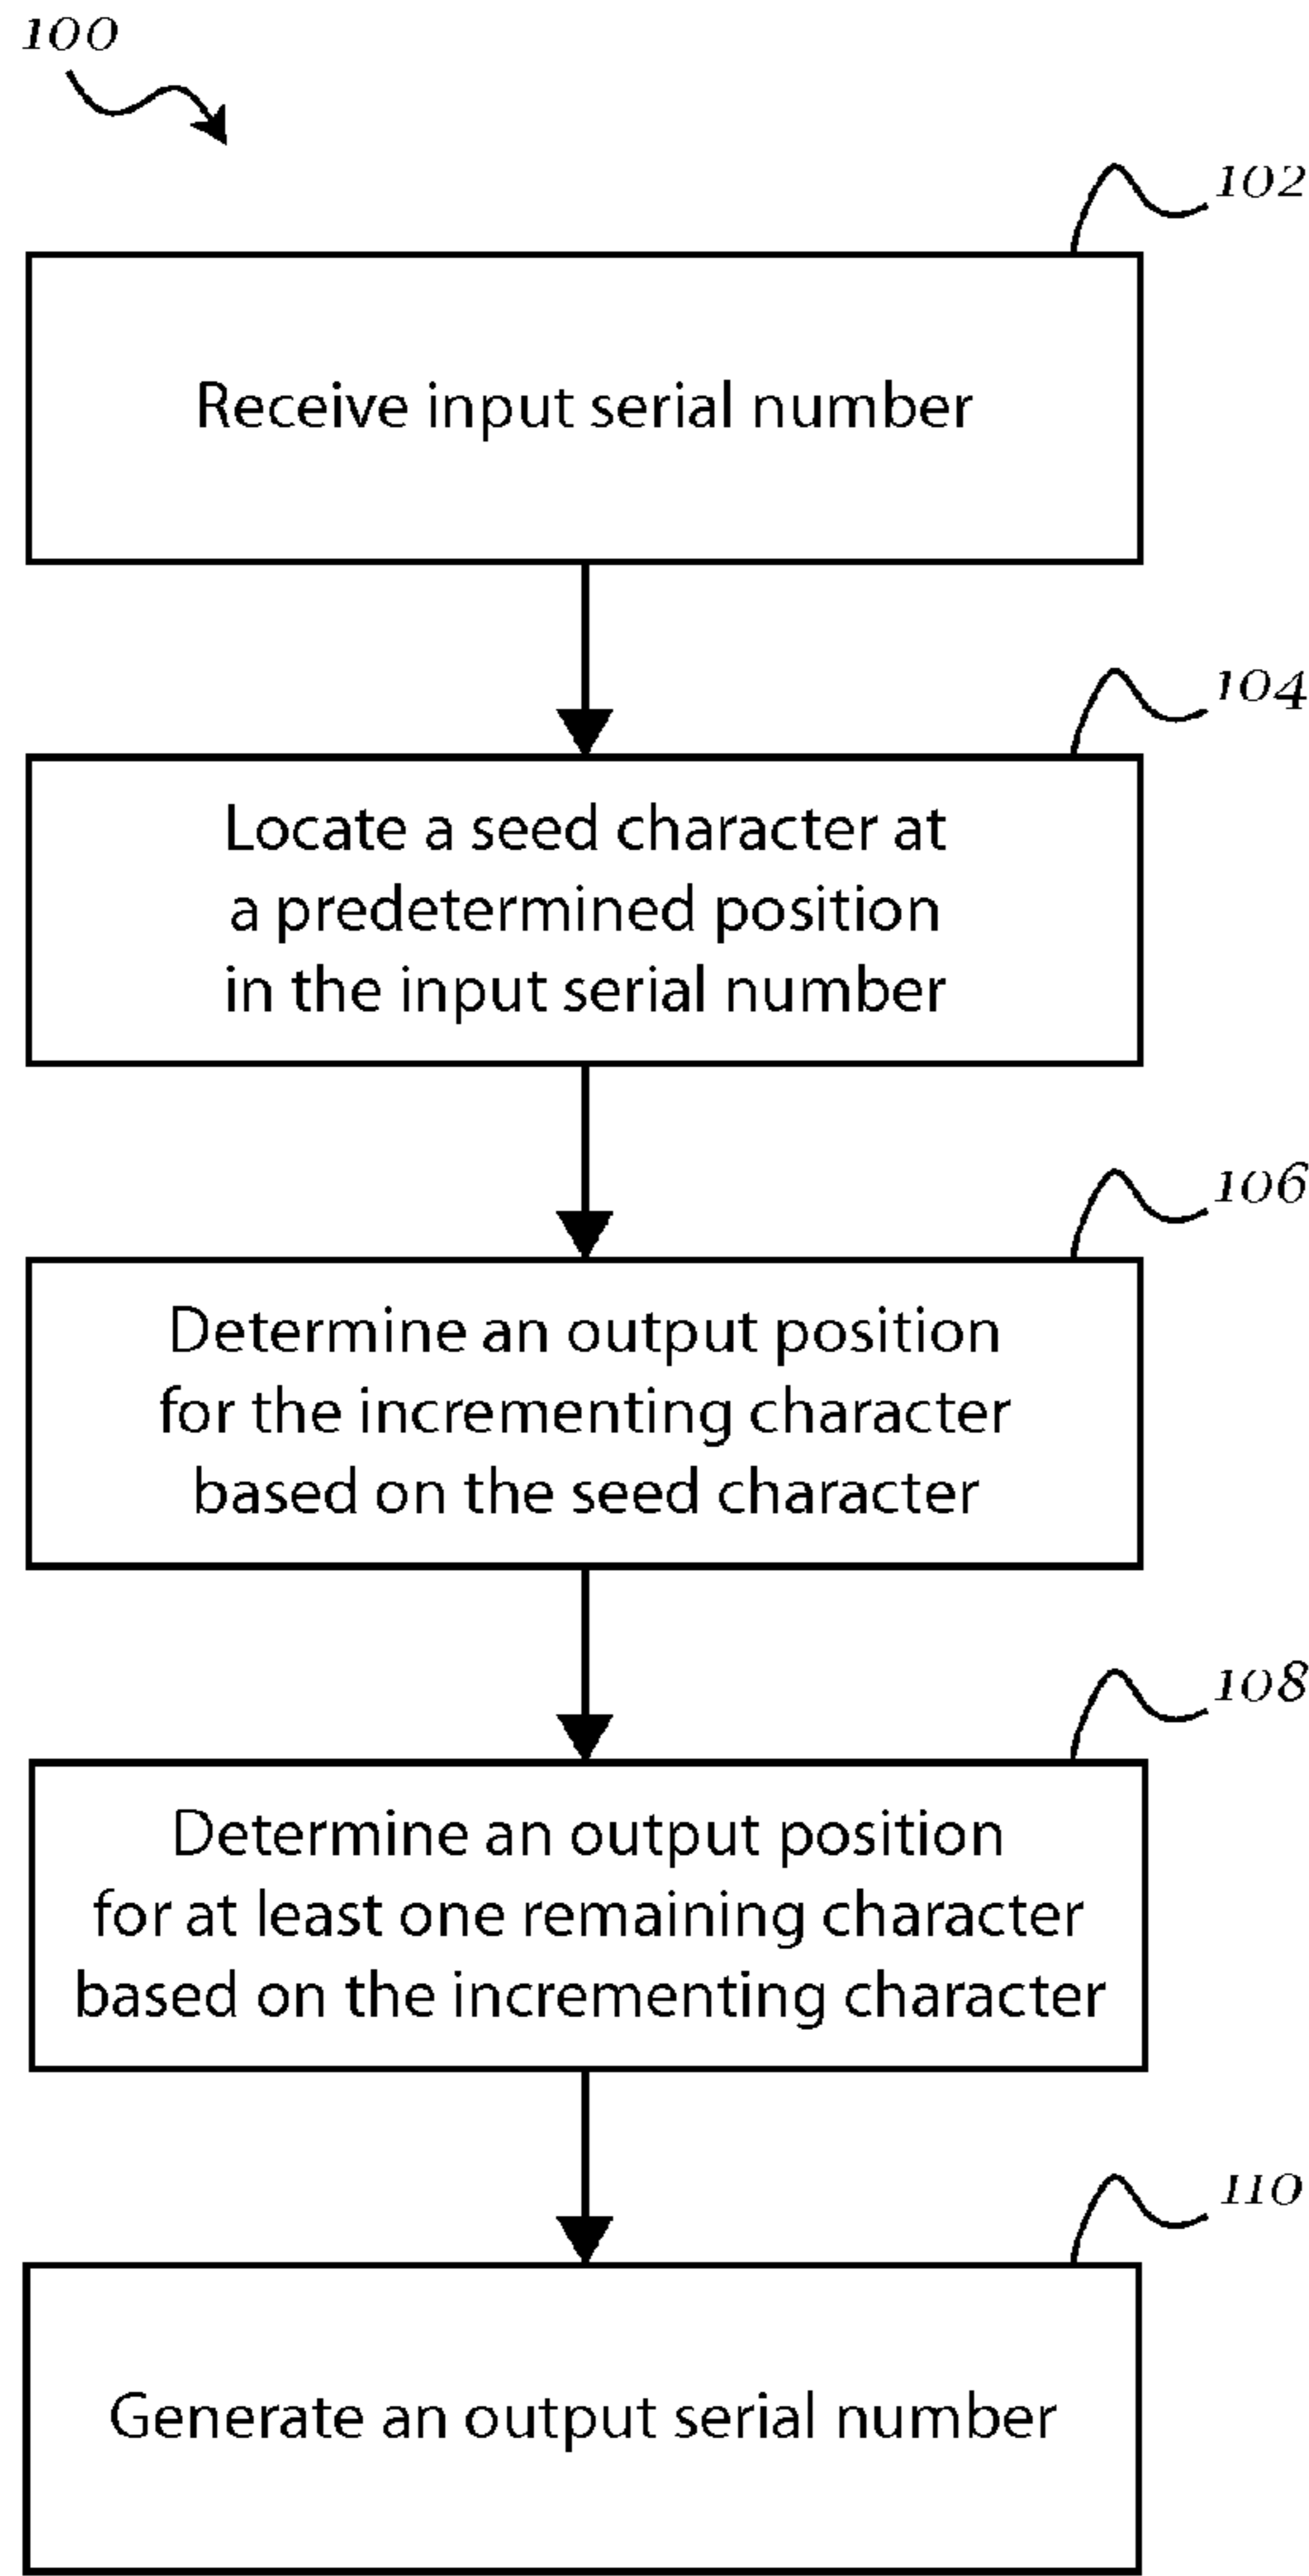 100
102
Receive input serial number
104
Locate a seed character at
a predetermined position
in the input serial number
106
Determine an output position
for the incrementing character
based on the seed character
108
Determine an output position
for at least one remaining character
based on the incrementing character
110
Generate an output serial number